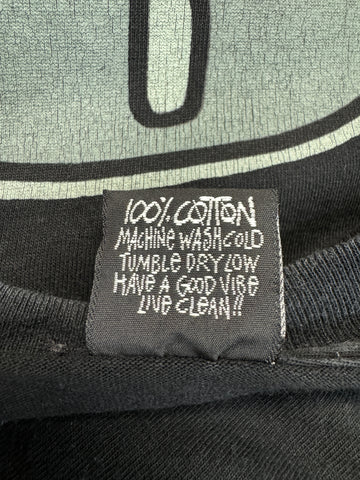 100% COTTON
MACHINE WASH COLD
TUMBLE DRY LOW
HAVE A GOOD VIBE
LIVE CLEAN!!